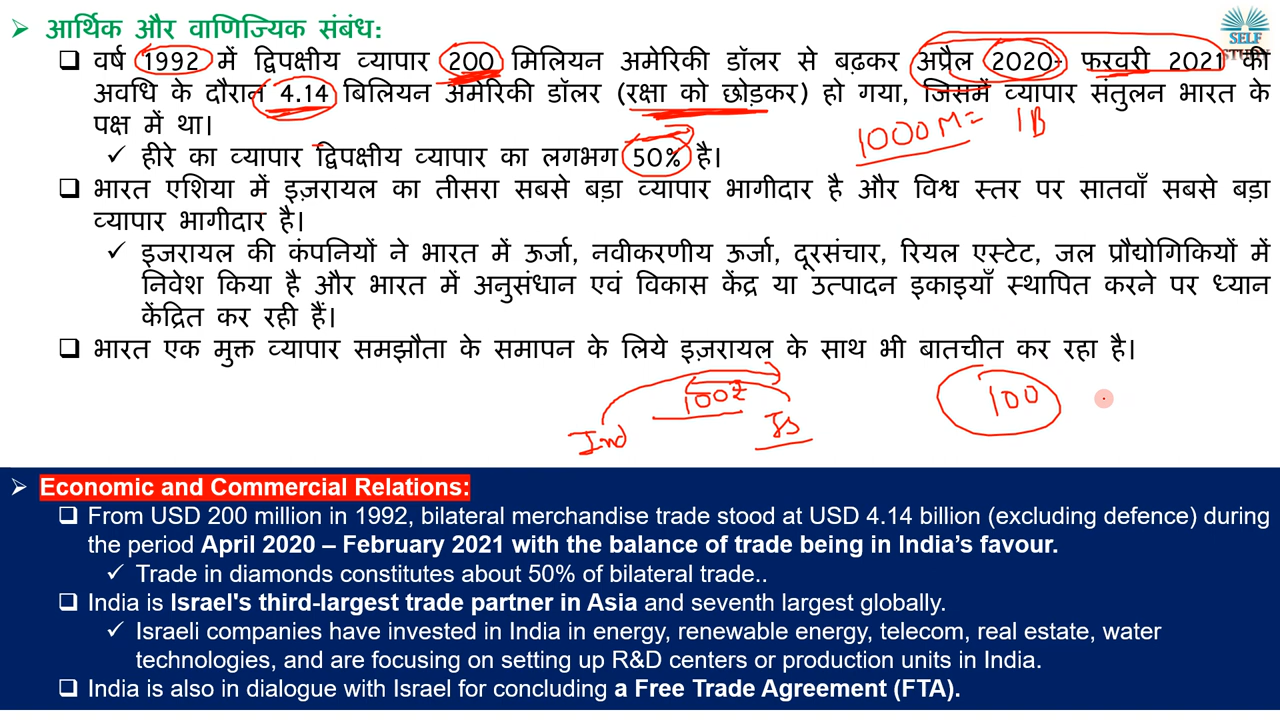 ➢ आर्थिक और वाणिज्यिक संबंध:
SELF
❑ वर्ष 1992 में द्विपक्षीय व्यापार 200 मिलियन अमेरिकी डॉलर से बढ़कर अप्रैल 2020- फरवरी 2021 की
अवधि के दौरान 4.14 बिलियन अमेरिकी डॉलर (रक्षा को छोड़कर) हो गया, जिसमें व्यापार संतुलन भारत के
पक्ष में था।
1000 M = 1B
✓ हीरे का व्यापार द्विपक्षीय व्यापार का लगभग 50% है।
❑ भारत एशिया में इज़रायल का तीसरा सबसे बड़ा व्यापार भागीदार है और विश्व स्तर पर सातवाँ सबसे बड़ा
व्यापार भागीदार है।
✓ इजरायल की कंपनियों ने भारत में ऊर्जा, नवीकरणीय ऊर्जा, दूरसंचार, रियल एस्टेट, जल प्रौद्योगिकियों में
निवेश किया है और भारत में अनुसंधान एवं विकास केंद्र या उत्पादन इकाइयाँ स्थापित करने पर ध्यान
केंद्रित कर रही हैं।
❑ भारत एक मुक्त व्यापार समझौता के समापन के लिये इज़रायल के साथ भी बातचीत कर रहा है।
100₹
100
Ind
Is
➢ Economic and Commercial Relations:
❑ From USD 200 million in 1992, bilateral merchandise trade stood at USD 4.14 billion (excluding defence) during
the period April 2020 – February 2021 with the balance of trade being in India’s favour.
✓ Trade in diamonds constitutes about 50% of bilateral trade..
❑ India is Israel's third-largest trade partner in Asia and seventh largest globally.
✓ Israeli companies have invested in India in energy, renewable energy, telecom, real estate, water
technologies, and are focusing on setting up R&D centers or production units in India.
❑ India is also in dialogue with Israel for concluding a Free Trade Agreement (FTA).